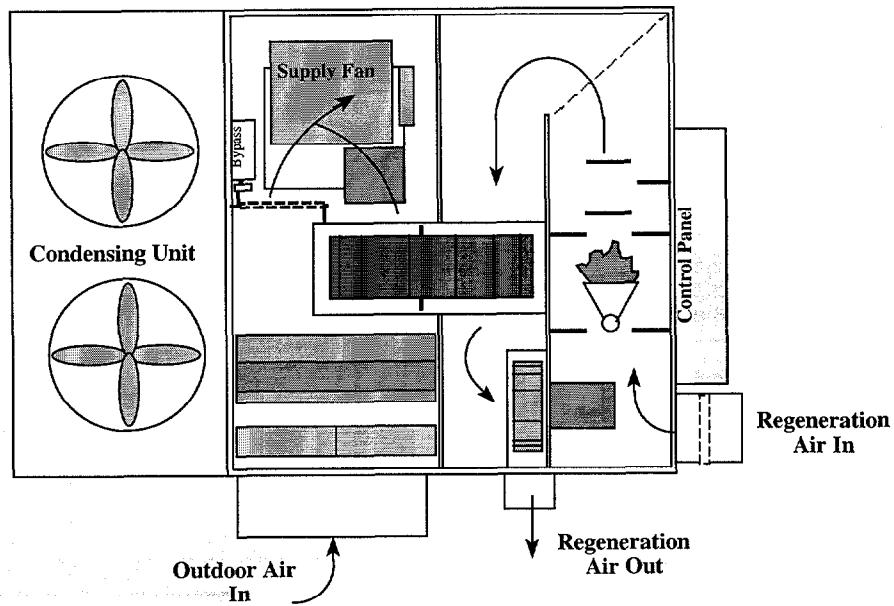 Supply Fan
Bypass
Condensing Unit
Control Panel
Regeneration
Air In
Outdoor Air
In
Regeneration
Air Out